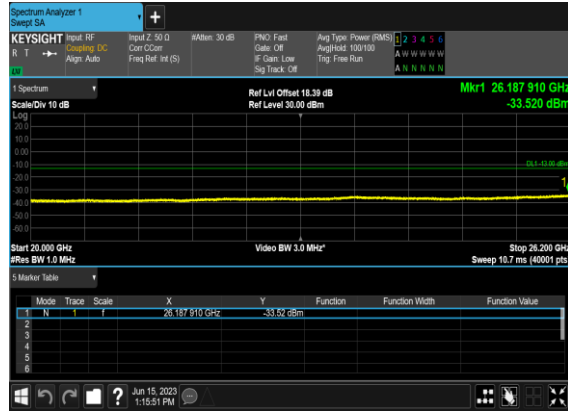 Spectrum Analyzer 1
Swept SA
+
KEYSIGHT Input: RF Input Z: 50 Ω #Atten: 30 dB PNO: Fast Avg Type: Power (RMS) 1 2 3 4 5 6
R T Coupling: DC Corr CCorr Gate: Off Avg|Hold: 100/100 A W W W W W
Align: Auto Freq Ref: Int (S) IF Gain: Low Trig: Free Run
Sig Track: Off A N N N N N
1 Spectrum Ref Lvl Offset 18.39 dB Mkr1 26.187 910 GHz
Scale/Div 10 dB Ref Level 30.00 dBm -33.520 dBm
Log
20.0
10.0
0.00
-10.0 DL1 -13.00 dBm
-20.0 1
-30.0
-40.0
-50.0
-60.0
Start 20.000 GHz Video BW 3.0 MHz* Stop 26.200 GHz
#Res BW 1.0 MHz Sweep 10.7 ms (40001 pts
5 Marker Table
Mode Trace Scale X Y Function Function Width Function Value
1 N 1 f 26.187 910 GHz -33.52 dBm
2
3
4
5
6
? Jun 15, 2023
1:15:51 PM